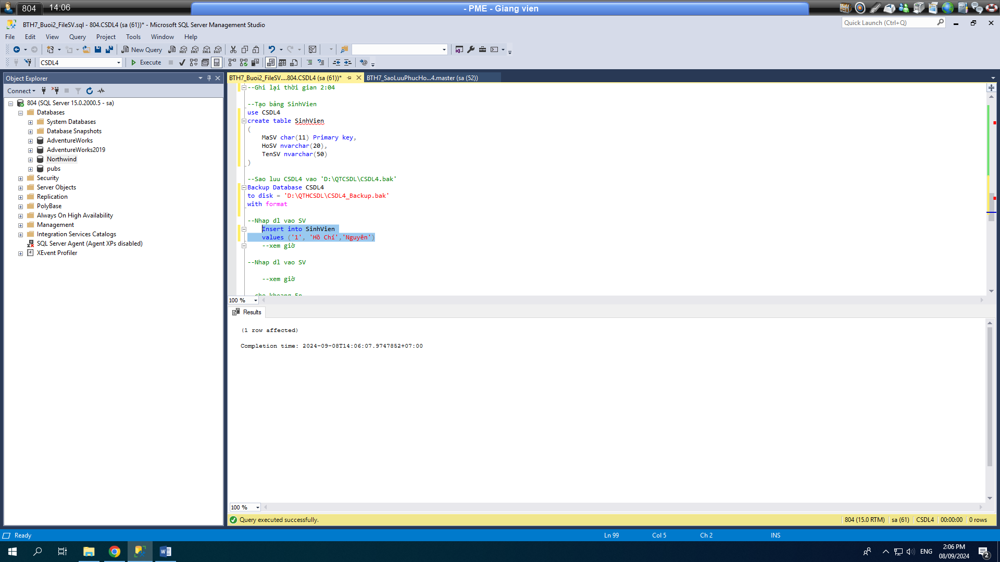 804 14:06 - PME - Giang vien
BTH7_Buoi2_FileSV.sql - 804.CSDL4 (sa (61))* - Microsoft SQL Server Management Studio
Quick Launch (Ctrl+Q)
File Edit View Query Project Tools Window Help
New Query MDX DMX XMLA DAX
CSDL4 Execute
Object Explorer
Connect
804 (SQL Server 15.0.2000.5 - sa)
Databases
System Databases
Database Snapshots
AdventureWorks
AdventureWorks2019
Northwind
pubs
Security
Server Objects
Replication
PolyBase
Always On High Availability
Management
Integration Services Catalogs
SQL Server Agent (Agent XPs disabled)
XEvent Profiler
BTH7_Buoi2_FileSV....804.CSDL4 (sa (61))* BTH7_SaoLuuPhucHo...4.master (sa (52))
--Ghi lại thời gian 2:04
--Tạo bảng SinhVien
use CSDL4
create table SinhVien
(
MaSV char(11) Primary key,
HoSV nvarchar(20),
TenSV nvarchar(50)
)
--Sao luu CSDL4 vao 'D:\QTCSDL\CSDL4.bak'
Backup Database CSDL4
to disk = 'D:\QTHCSDL\CSDL4_Backup.bak'
with format
--Nhap dl vao SV
Insert into SinhVien
values ('1', 'Hồ Chí','Nguyên')
--xem giờ
--Nhap dl vao SV
--xem giờ
100 %
Results
(1 row affected)
Completion time: 2024-09-08T14:06:07.9747852+07:00
100 %
Query executed successfully. 804 (15.0 RTM) sa (61) CSDL4 00:00:00 0 rows
Ready Ln 99 Col 5 Ch 2 INS
ENG 2:06 PM
08/09/2024 2